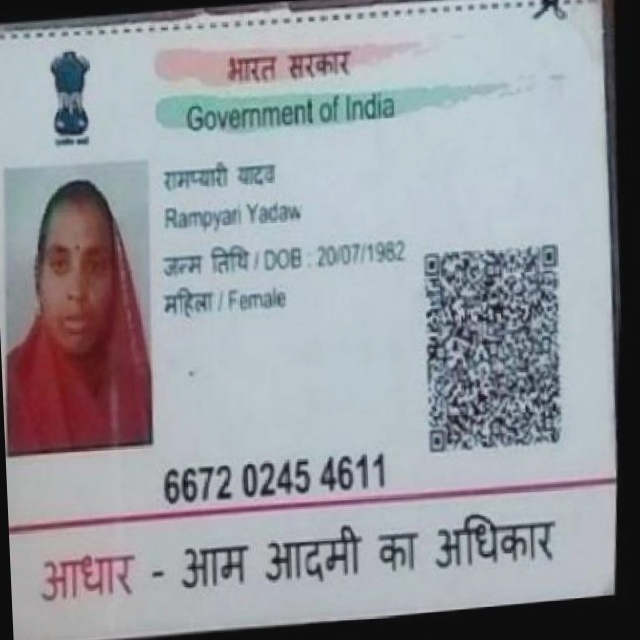 भारत सरकार
Government of India
रामप्यारी यादव
Rampyari Yadaw
जन्म तिथि / DOB : 20/07/1982
महिला / Female
6672 0245 4611
आधार - आम आदमी का अधिकार